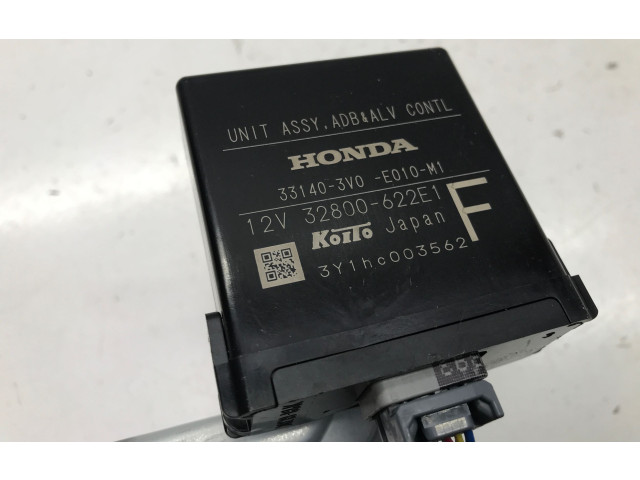 UNIT ASSY,ADB&ALV CONTL
HONDA
33140-3V0 -E010-M1
12V 32800-622E1
KOITO Japan F
3Y1hc003562